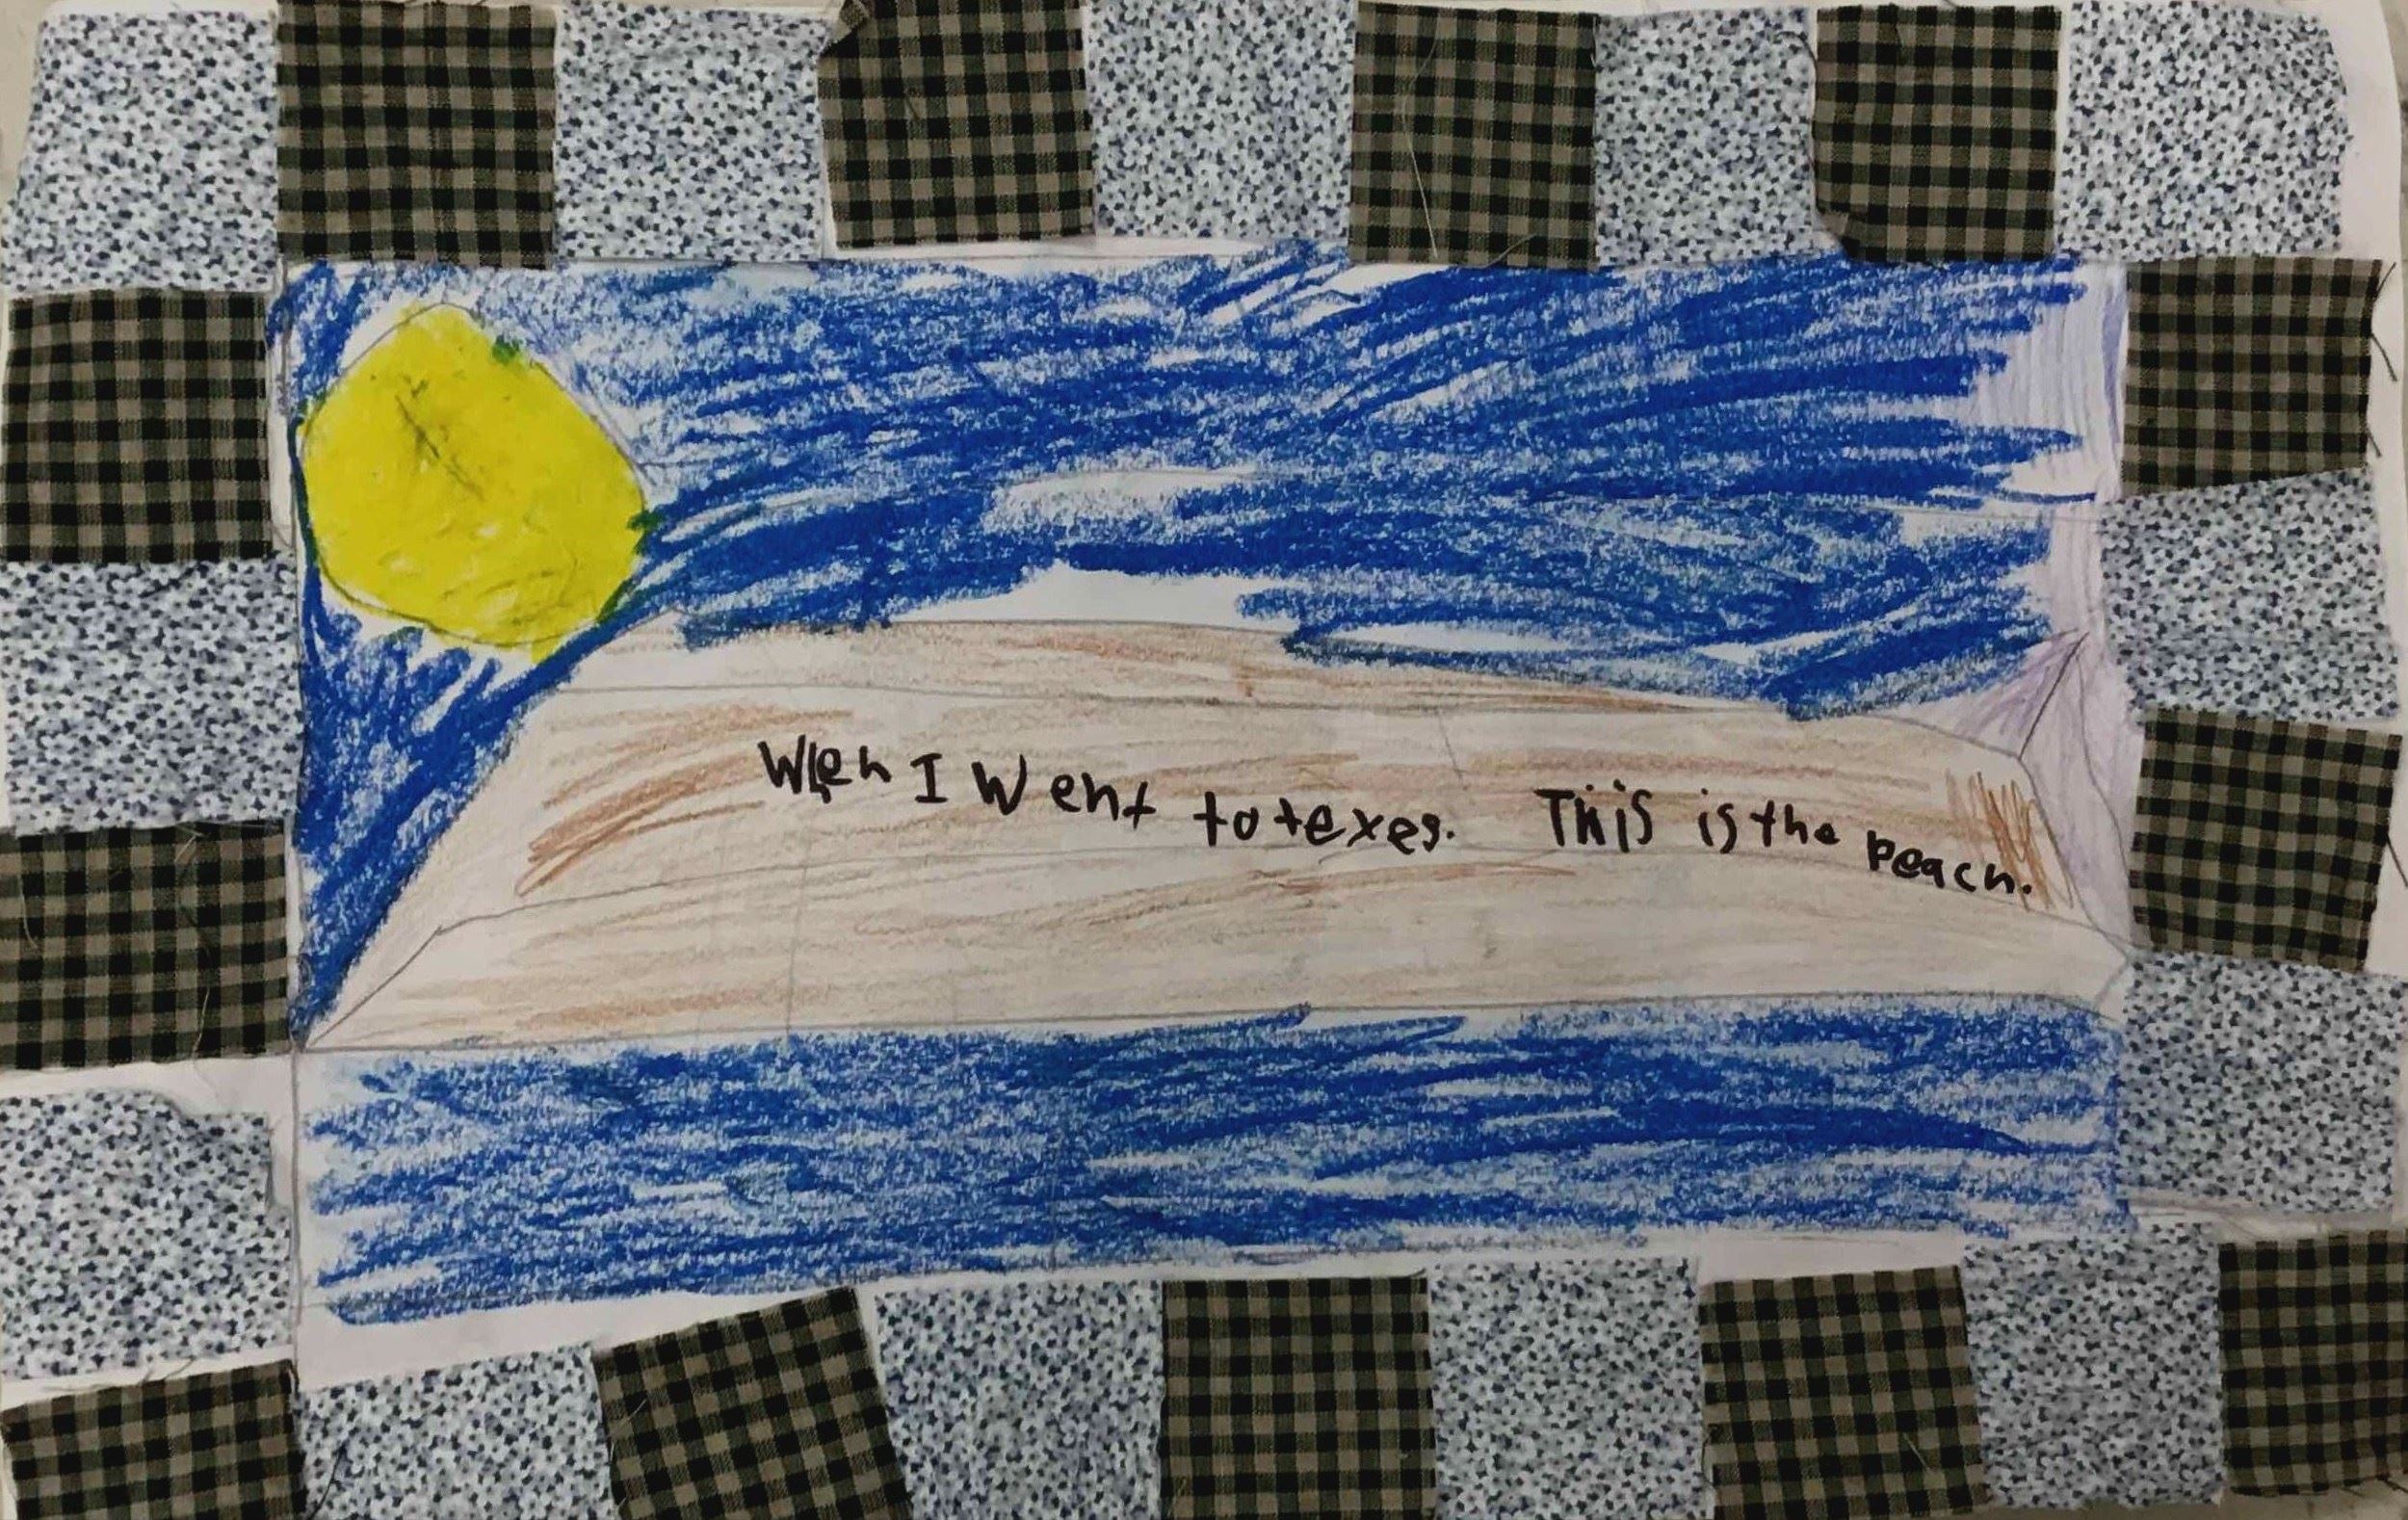 When I went to texes. This is the beach.